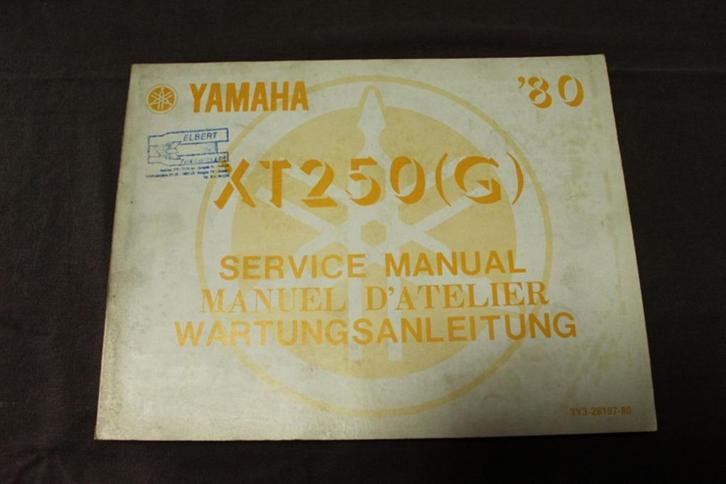 YAMAHA
'80
ELBERT
XT250(G)
SERVICE MANUAL
MANUEL D'ATELIER
WARTUNGSANLEITUNG
3Y3-28197-80